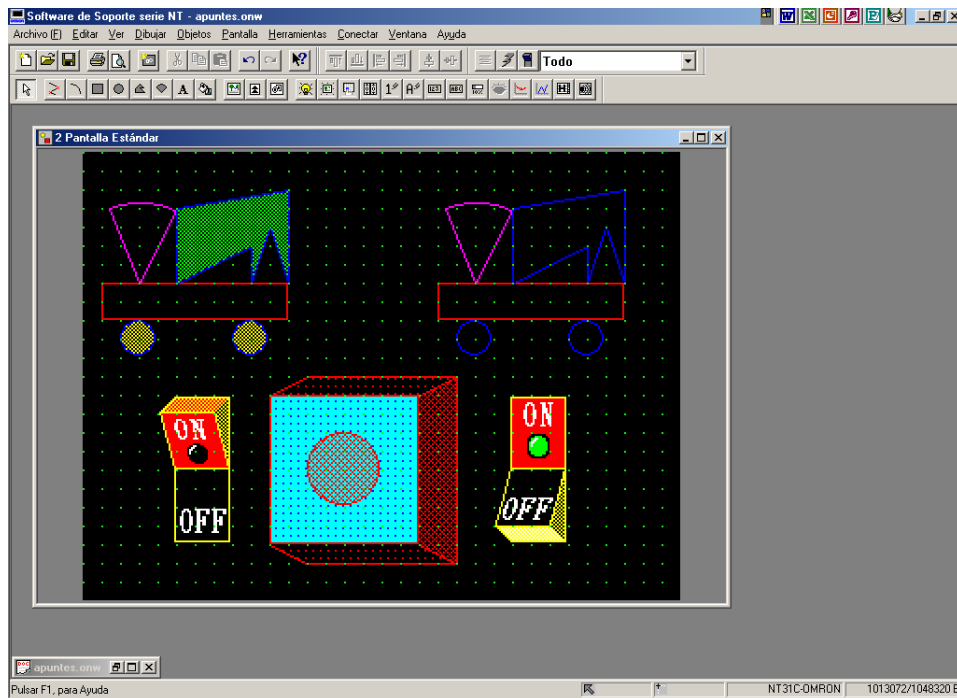 Software de Soporte serie NT - apuntes.onw
Archivo (F) Editar Ver Dibujar Objetos Pantalla Herramientas Conectar Ventana Ayuda
Todo
2 Pantalla Estándar
ON
OFF
ON
OFF
apuntes.onw
Pulsar F1, para Ayuda
NT31C-OMRON
1013072/1048320 B